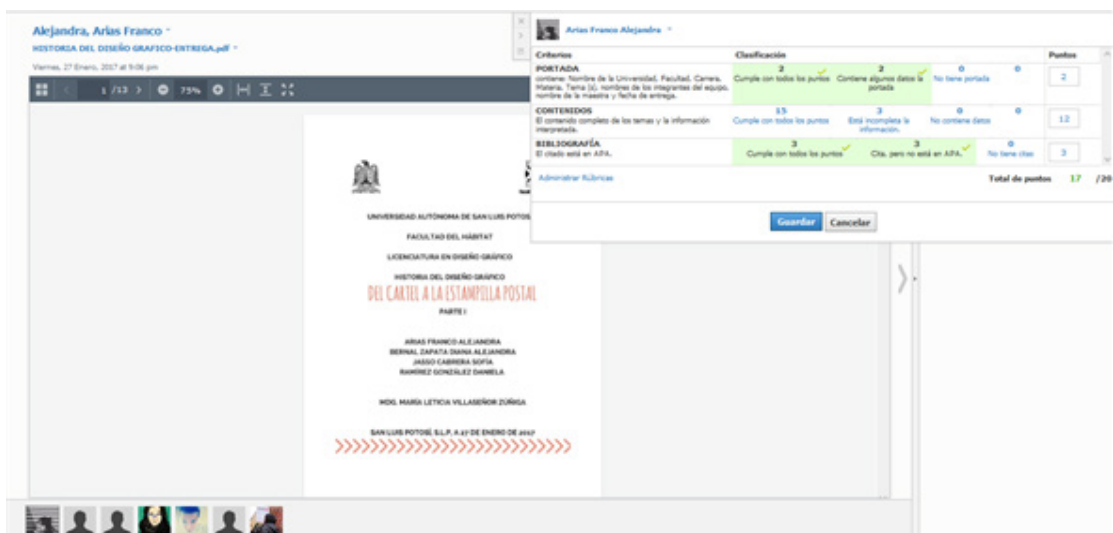 Alejandra, Arias Franco
HISTORIA DEL DISEÑO GRAFICO-ENTREGA.pdf
Viernes, 27 Enero, 2017 at 9:06 pm
1 /13
75%
UNIVERSIDAD AUTÓNOMA DE SAN LUIS POTOS
FACULTAD DEL HÁBITAT
LICENCIATURA EN DISEÑO GRÁFICO
HISTORIA DEL DISEÑO GRÁFICO
DEL CARTEL A LA ESTAMPILLA POSTAL
PARTE I
ARIAS FRANCO ALEJANDRA
BERNAL ZAPATA DIANA ALEJANDRA
JASSO CABRERA SOFÍA
RAMÍREZ GONZÁLEZ DANIELA
MDG. MARÍA LETICIA VILLASEÑOR ZÚÑIGA
SAN LUIS POTOSÍ, S.L.P. A 27 DE ENERO DE 2017
Arias Franco Alejandra
Criterios Clasificación Puntos
PORTADA 2 2 0 0
contiene: Nombre de la Universidad, Facultad, Carrera, Cumple con todos los puntos Contiene algunos datos la No tiene portada 2
Materia, Tema (s), nombres de los integrantes del equipo, portada
nombre de la maestra y fecha de entrega.
CONTENIDOS 15 3 0 0
El contenido completo de los temas y la información Cumple con todos los puntos Está incompleta la No contiene datos 12
interpretada. información.
BIBLIOGRAFÍA 3 3 0
El citado está en AIPA. Cumple con todos los puntos Cita, pero no está en APA. No tiene citas 3
Administrar Rúbricas Total de puntos 17 /20
Guardar Cancelar